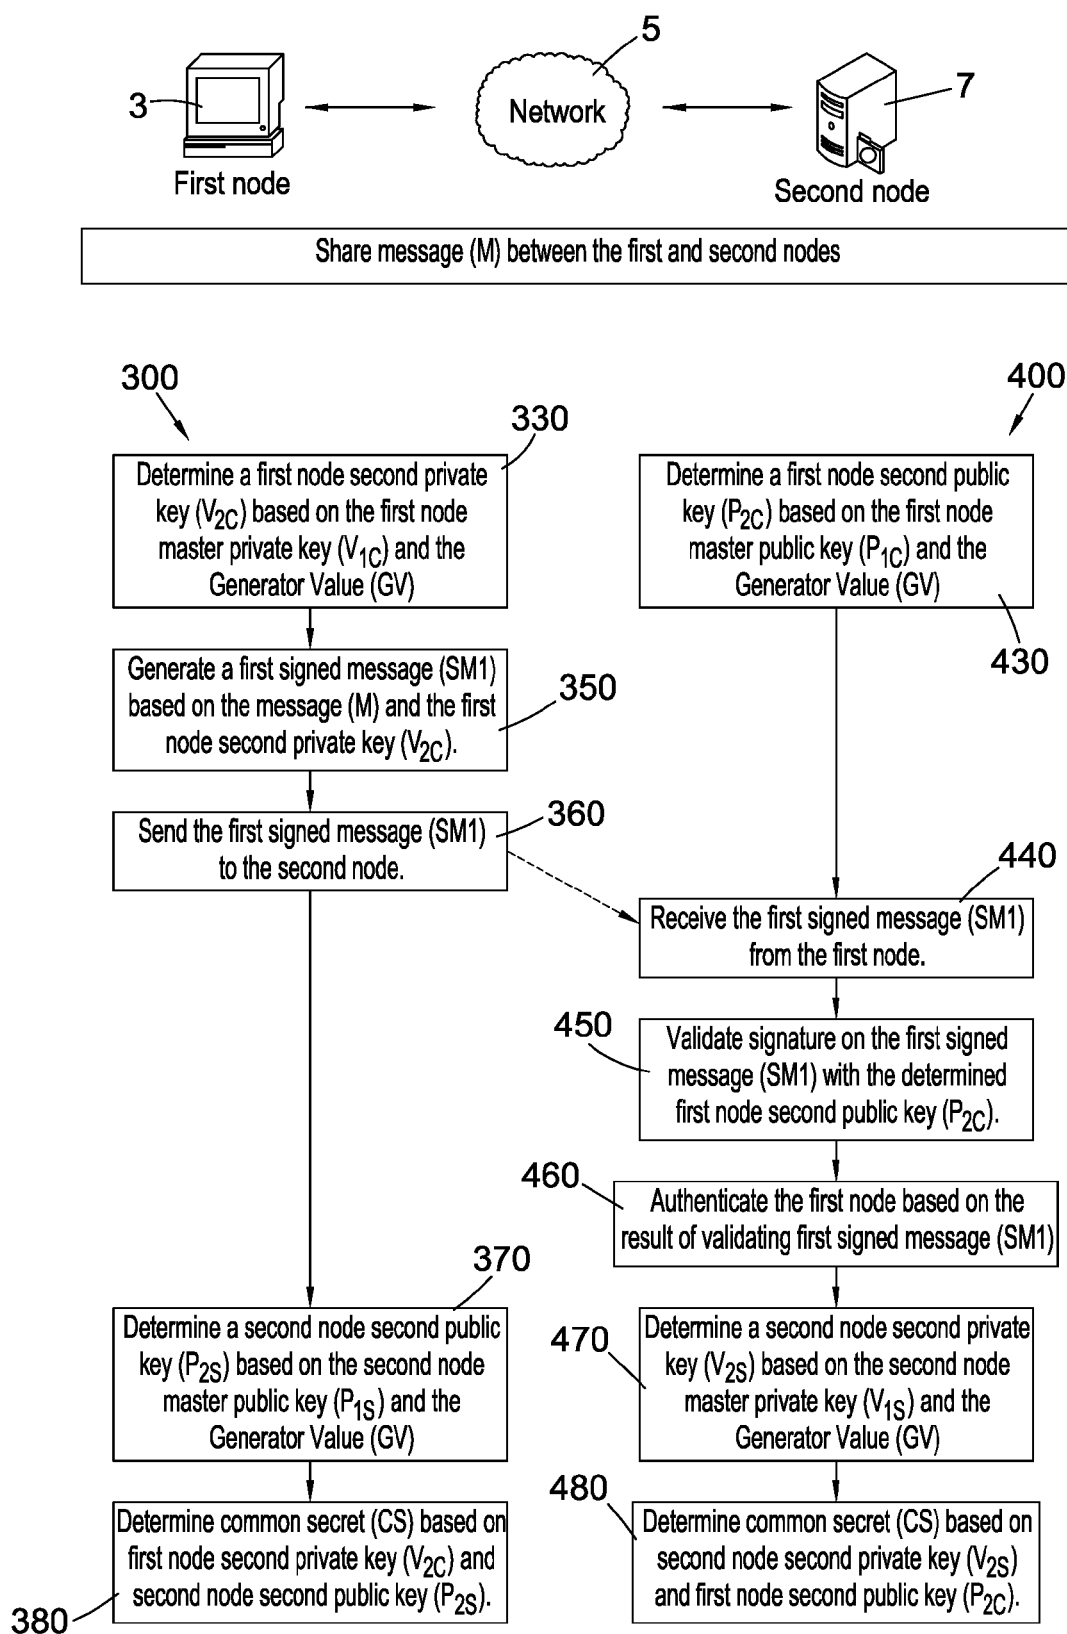 5
3
Network
7
First node
Second node
Share message (M) between the first and second nodes
300
400
330
Determine a first node second private
key (V2C) based on the first node
master private key (V1C) and the
Generator Value (GV)
Determine a first node second public
key (P2C) based on the first node
master public key (P1C) and the
Generator Value (GV)
430
Generate a first signed message (SM1)
based on the message (M) and the first
node second private key (V2C).
350
Send the first signed message (SM1)
to the second node.
360
440
Receive the first signed message (SM1)
from the first node.
450
Validate signature on the first signed
message (SM1) with the determined
first node second public key (P2C).
460
Authenticate the first node based on the
result of validating first signed message (SM1)
370
Determine a second node second public
key (P2S) based on the second node
master public key (P1S) and the
Generator Value (GV)
470
Determine a second node second private
key (V2S) based on the second node
master private key (V1S) and the
Generator Value (GV)
Determine common secret (CS) based on
first node second private key (V2C) and
second node second public key (P2S).
380
480
Determine common secret (CS) based on
second node second private key (V2S)
and first node second public key (P2C).